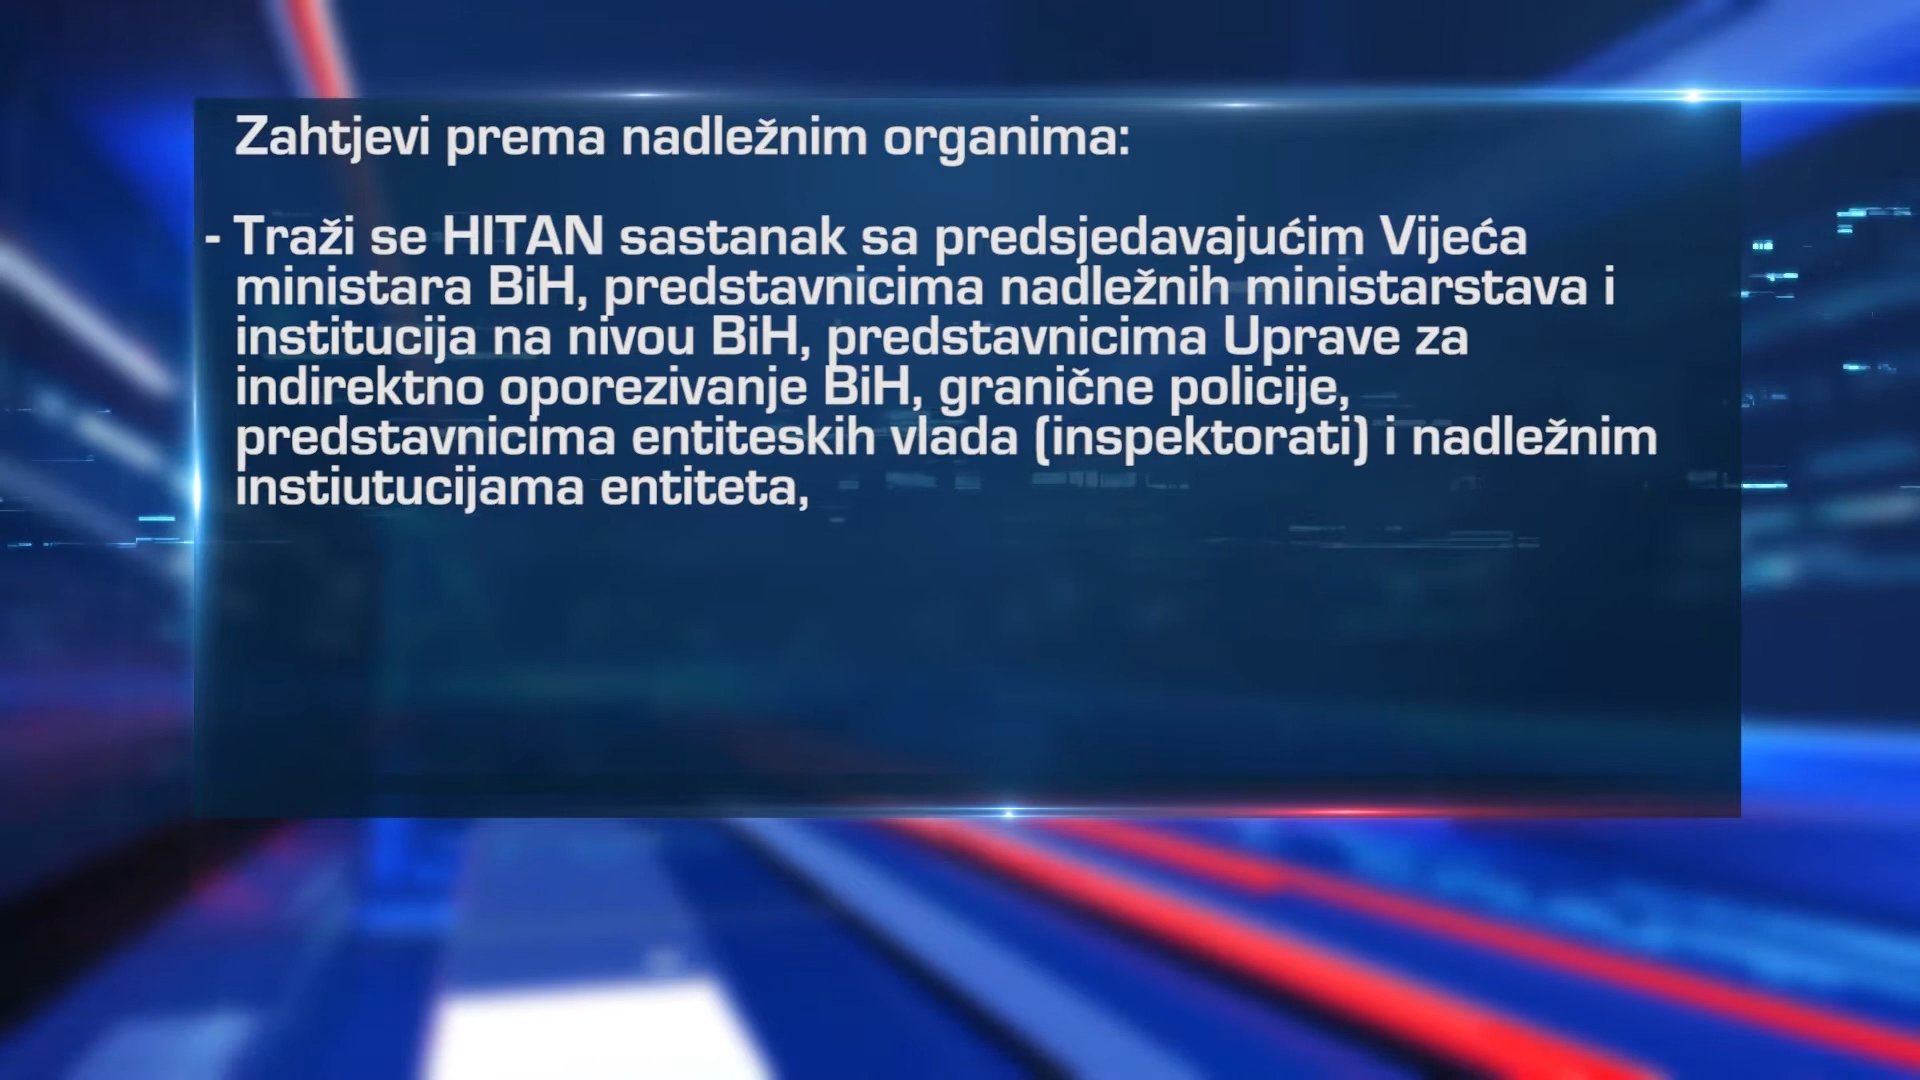 Zahtjevi prema nadležnim organima:
- Traži se HITAN sastanak sa predsjedavajućim Vijeća
ministara BiH, predstavnicima nadležnih ministarstava i
institucija na nivou BiH, predstavnicima Uprave za
indirektno oporezivanje BiH, granične policije,
predstavnicima entiteskih vlada (inspektorati) i nadležnim
instiutucijama entiteta,